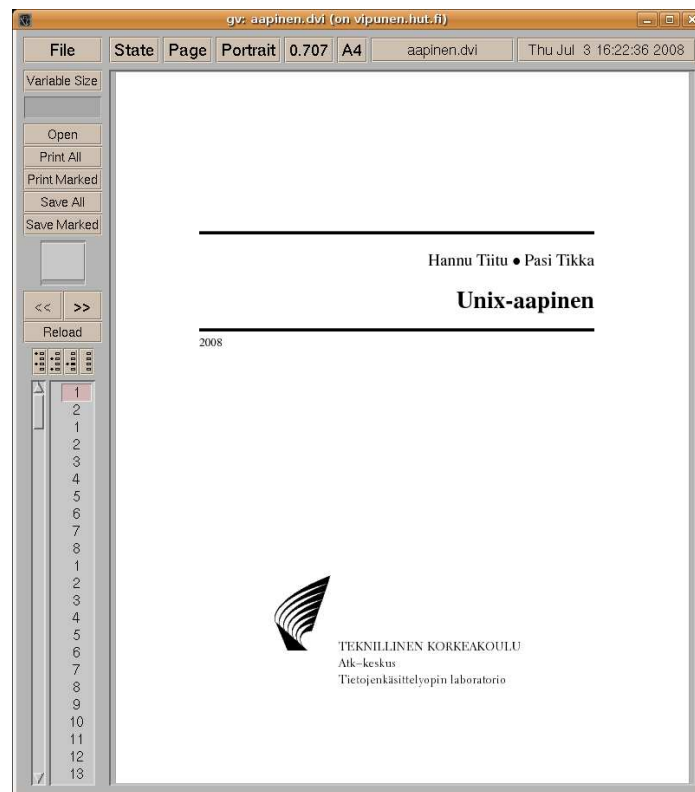 gv: aapinen.dvi (on vipunen.hut.fi)
File State Page Portrait 0.707 A4 aapinen.dvi Thu Jul 3 16:22:36 2008
Variable Size
Open
Print All
Print Marked
Save All
Save Marked
<< >>
Reload
1
2
1
2
3
4
5
6
7
8
1
2
3
4
5
6
7
8
9
10
11
12
13
Hannu Tiitu ● Pasi Tikka
Unix-aapinen
2008
TEKNILLINEN KORKEAKOULU
Atk–keskus
Tietojenkäsittelyopin laboratorio